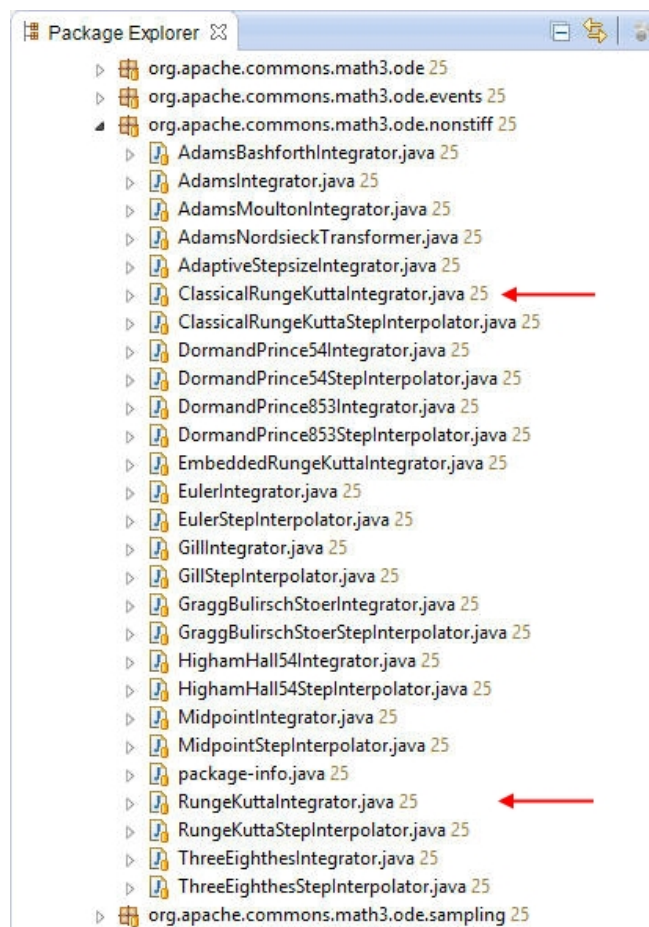 Package Explorer
org.apache.commons.math3.ode 25
org.apache.commons.math3.ode.events 25
org.apache.commons.math3.ode.nonstiff 25
AdamsBashforthIntegrator.java 25
AdamsIntegrator.java 25
AdamsMoultonIntegrator.java 25
AdamsNordsieckTransformer.java 25
AdaptiveStepsizeIntegrator.java 25
ClassicalRungeKuttaIntegrator.java 25
ClassicalRungeKuttaStepInterpolator.java 25
DormandPrince54Integrator.java 25
DormandPrince54StepInterpolator.java 25
DormandPrince853Integrator.java 25
DormandPrince853StepInterpolator.java 25
EmbeddedRungeKuttaIntegrator.java 25
EulerIntegrator.java 25
EulerStepInterpolator.java 25
GillIntegrator.java 25
GillStepInterpolator.java 25
GraggBulirschStoerIntegrator.java 25
GraggBulirschStoerStepInterpolator.java 25
HighamHall54Integrator.java 25
HighamHall54StepInterpolator.java 25
MidpointIntegrator.java 25
MidpointStepInterpolator.java 25
package-info.java 25
RungeKuttaIntegrator.java 25
RungeKuttaStepInterpolator.java 25
ThreeEighthesIntegrator.java 25
ThreeEighthesStepInterpolator.java 25
org.apache.commons.math3.ode.sampling 25